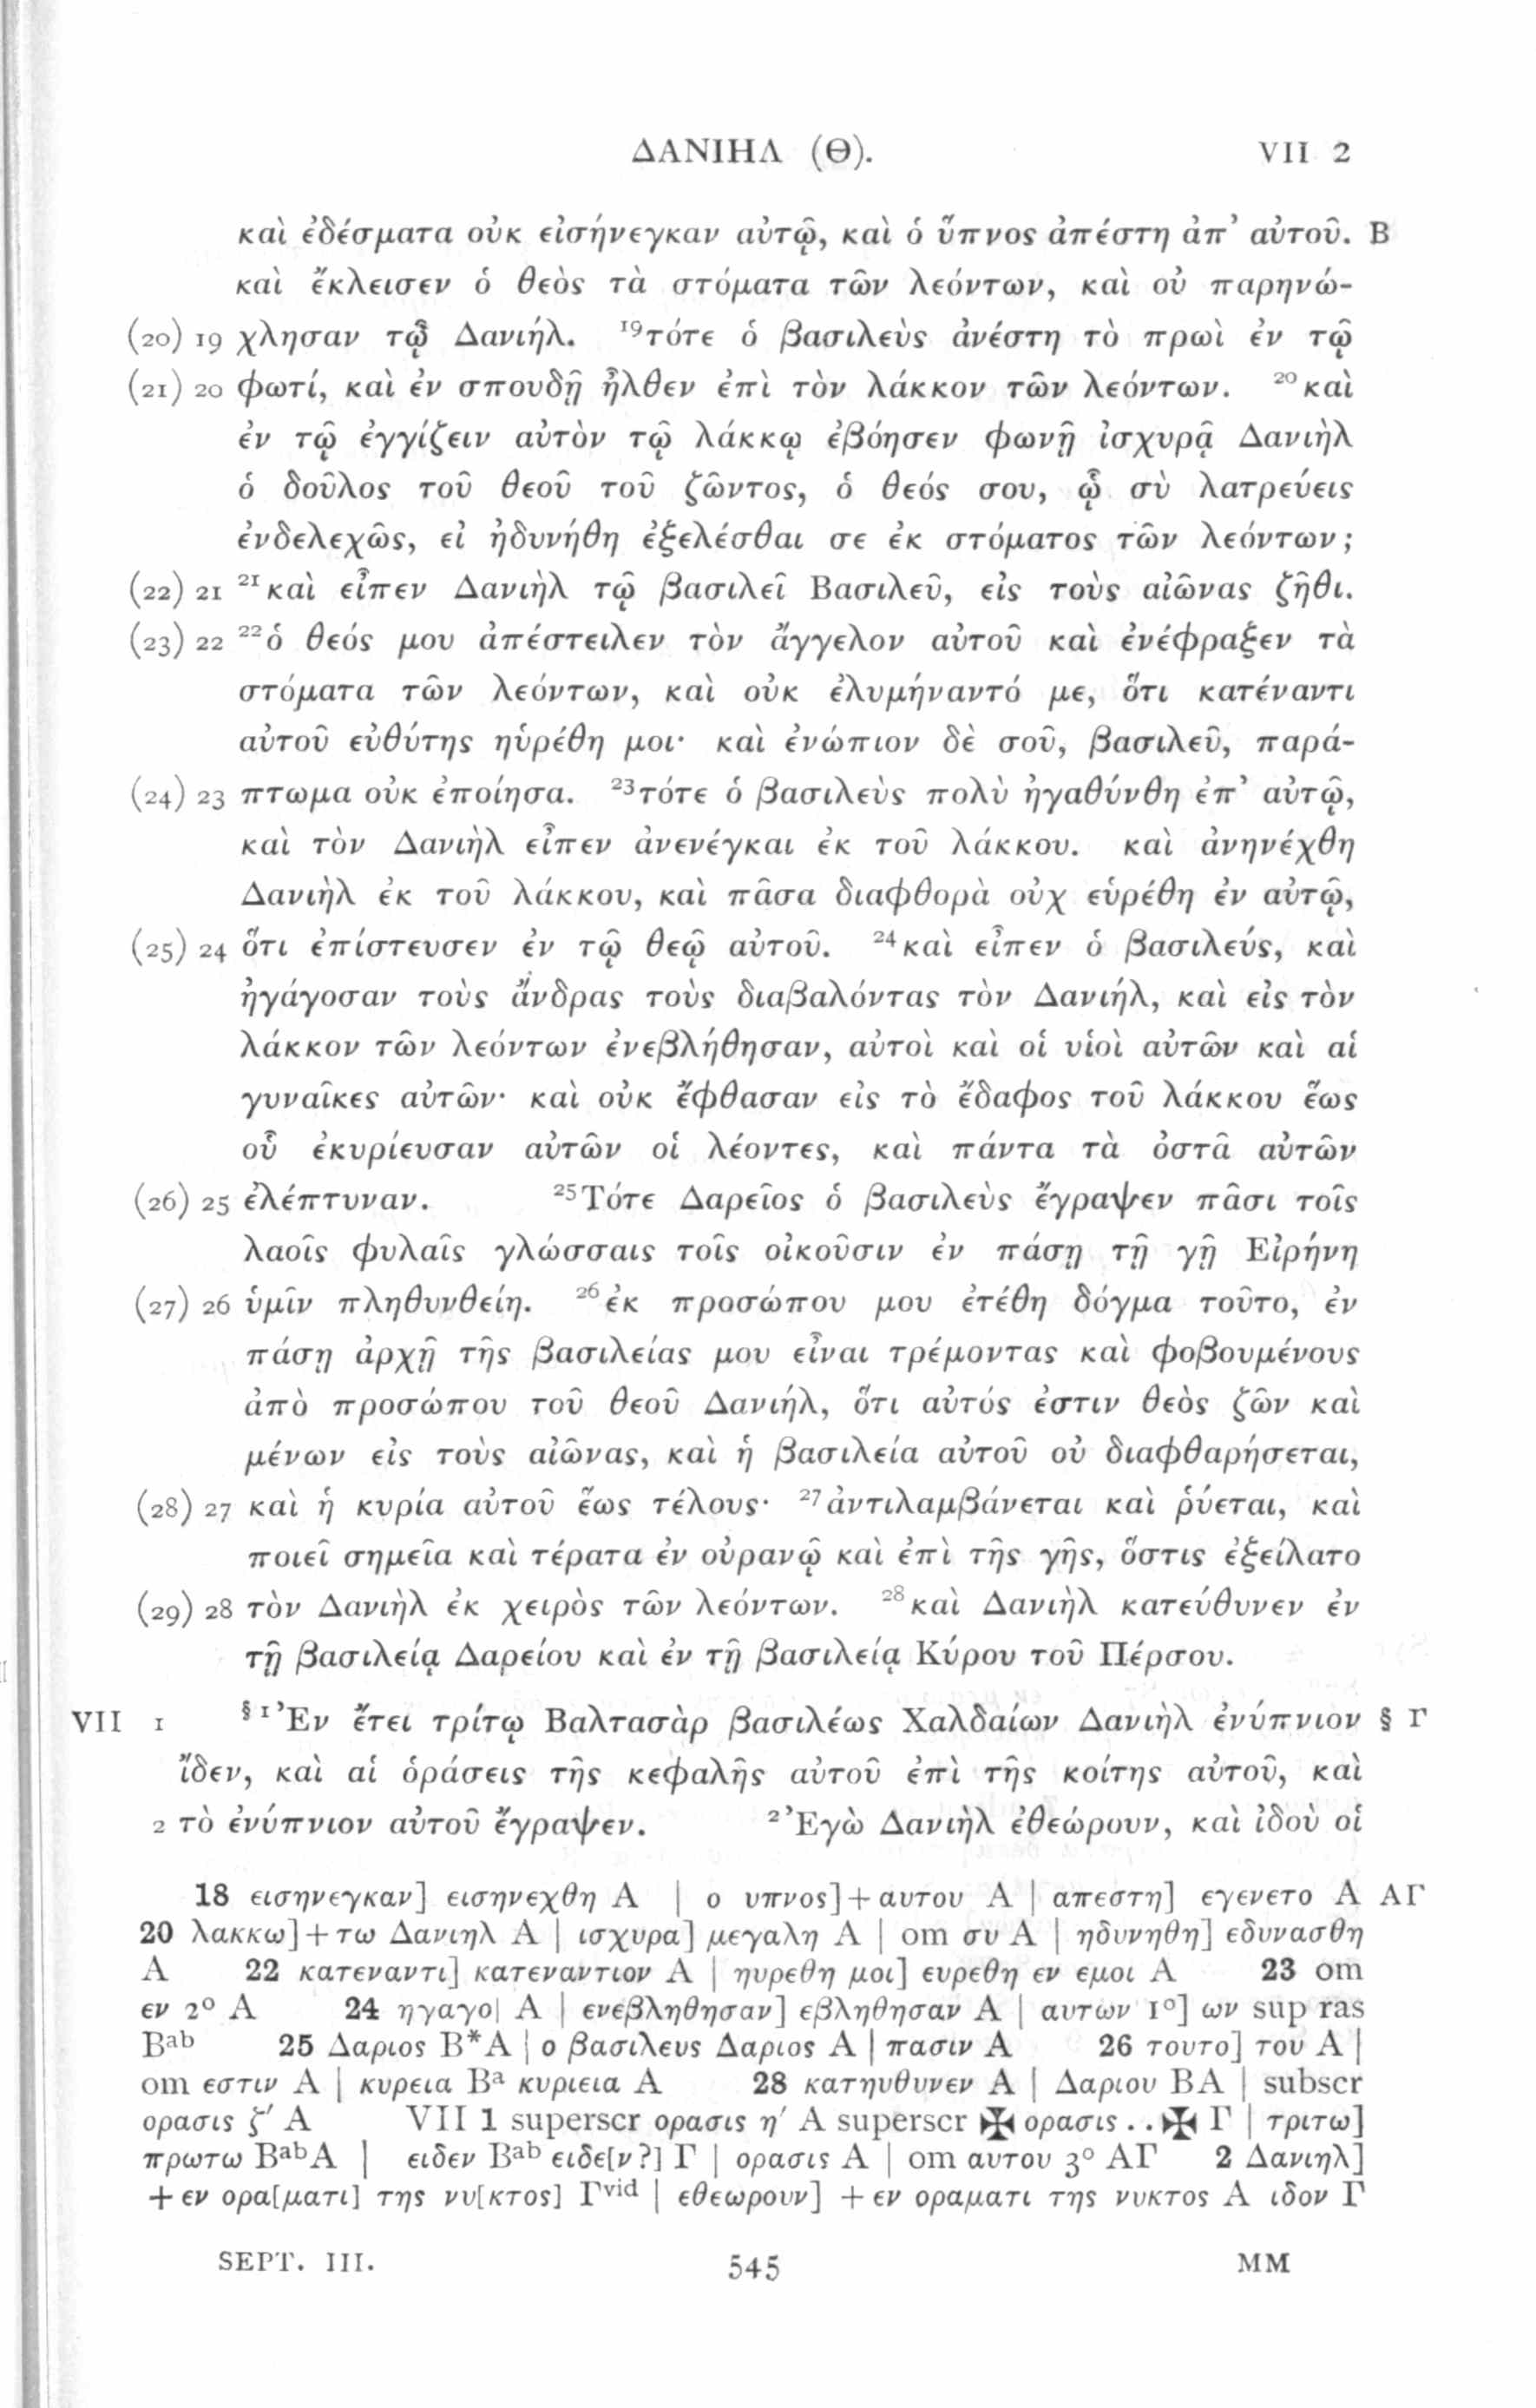 ΔΑΝΙΗΛ (Θ). VII 2
καὶ ἐδέσματα οὐκ εἰσήνεγκαν αὐτῷ, καὶ ὁ ὕπνος ἀπέστη ἀπ’ αὐτοῦ. B
καὶ ἔκλεισεν ὁ θεὸς τὰ στόματα τῶν λεόντων, καὶ οὐ παρηνώ-
(20) 19 χλησαν τῷ Δανιήλ. ¹⁹τότε ὁ βασιλεὺς ἀνέστη τὸ πρωὶ ἐν τῷ
(21) 20 φωτί, καὶ ἐν σπουδῇ ἦλθεν ἐπὶ τὸν λάκκον τῶν λεόντων. ²⁰καὶ
ἐν τῷ ἐγγίζειν αὐτὸν τῷ λάκκῳ ἐβόησεν φωνῇ ἰσχυρᾷ Δανιὴλ
ὁ δοῦλος τοῦ θεοῦ τοῦ ζῶντος, ὁ θεός σου, ᾧ σὺ λατρεύεις
ἐνδελεχῶς, εἰ ἠδυνήθη ἐξελέσθαι σε ἐκ στόματος τῶν λεόντων;
(22) 21 ²¹καὶ εἶπεν Δανιὴλ τῷ βασιλεῖ Βασιλεῦ, εἰς τοὺς αἰῶνας ζῆθι.
(23) 22 ²²ὁ θεός μου ἀπέστειλεν τὸν ἄγγελον αὐτοῦ καὶ ἐνέφραξεν τὰ
στόματα τῶν λεόντων, καὶ οὐκ ἐλυμήναντό με, ὅτι κατέναντι
αὐτοῦ εὐθύτης ηὑρέθη μοι· καὶ ἐνώπιον δὲ σοῦ, βασιλεῦ, παρά-
(24) 23 πτωμα οὐκ ἐποίησα. ²³τότε ὁ βασιλεὺς πολὺ ἠγαθύνθη ἐπ’ αὐτῷ,
καὶ τὸν Δανιὴλ εἶπεν ἀνενέγκαι ἐκ τοῦ λάκκου. καὶ ἀνηνέχθη
Δανιὴλ ἐκ τοῦ λάκκου, καὶ πᾶσα διαφθορὰ οὐχ εὑρέθη ἐν αὐτῷ,
(25) 24 ὅτι ἐπίστευσεν ἐν τῷ θεῷ αὐτοῦ. ²⁴καὶ εἶπεν ὁ βασιλεύς, καὶ
ἠγάγοσαν τοὺς ἄνδρας τοὺς διαβαλόντας τὸν Δανιήλ, καὶ εἰς τὸν
λάκκον τῶν λεόντων ἐνεβλήθησαν, αὐτοὶ καὶ οἱ υἱοὶ αὐτῶν καὶ αἱ
γυναῖκες αὐτῶν· καὶ οὐκ ἔφθασαν εἰς τὸ ἔδαφος τοῦ λάκκου ἕως
οὗ ἐκυρίευσαν αὐτῶν οἱ λέοντες, καὶ πάντα τὰ ὀστᾶ αὐτῶν
(26) 25 ἐλέπτυναν. ²⁵Τότε Δαρεῖος ὁ βασιλεὺς ἔγραψεν πᾶσι τοῖς
λαοῖς φυλαῖς γλώσσαις τοῖς οἰκοῦσιν ἐν πάσῃ τῇ γῇ Εἰρήνη
(27) 26 ὑμῖν πληθυνθείη. ²⁶ἐκ προσώπου μου ἐτέθη δόγμα τοῦτο, ἐν
πάσῃ ἀρχῇ τῆς βασιλείας μου εἶναι τρέμοντας καὶ φοβουμένους
ἀπὸ προσώπου τοῦ θεοῦ Δανιήλ, ὅτι αὐτός ἐστιν θεὸς ζῶν καὶ
μένων εἰς τοὺς αἰῶνας, καὶ ἡ βασιλεία αὐτοῦ οὐ διαφθαρήσεται,
(28) 27 καὶ ἡ κυρία αὐτοῦ ἕως τέλους· ²⁷ἀντιλαμβάνεται καὶ ῥύεται, καὶ
ποιεῖ σημεῖα καὶ τέρατα ἐν οὐρανῷ καὶ ἐπὶ τῆς γῆς, ὅστις ἐξείλατο
(29) 28 τὸν Δανιὴλ ἐκ χειρὸς τῶν λεόντων. ²⁸καὶ Δανιὴλ κατεύθυνεν ἐν
τῇ βασιλείᾳ Δαρείου καὶ ἐν τῇ βασιλείᾳ Κύρου τοῦ Πέρσου.
VII 1 §¹Ἐν ἔτει τρίτῳ Βαλτασὰρ βασιλέως Χαλδαίων Δανιὴλ ἐνύπνιον § Γ
ἴδεν, καὶ αἱ ὁράσεις τῆς κεφαλῆς αὐτοῦ ἐπὶ τῆς κοίτης αὐτοῦ, καὶ
2 τὸ ἐνύπνιον αὐτοῦ ἔγραψεν. ²Ἐγὼ Δανιὴλ ἐθεώρουν, καὶ ἰδοὺ οἱ
18 εισηνεγκαν] εισηνεχθη A | ο υπνος]+αυτου A | απεστη] εγενετο A ΑΓ
20 λακκω]+τω Δανιηλ A | ισχυρα] μεγαλη A | om συ A | ηδυνηθη] εδυνασθη
A 22 κατεναντι] κατεναντιον A | ηυρεθη μοι] ευρεθη εν εμοι A 23 om
εν 2° A 24 ηγαγο| A | ενεβληθησαν] εβληθησαν A | αυτων 1°] ων sup ras
Bᵃᵇ 25 Δαριος B*A | ο βασιλευς Δαριος A | πασιν A 26 τουτο] του A |
om εστιν A | κυρεια Bᵃ κυριεια A 28 κατηυθυνεν A | Δαριου BA | subscr
ορασις ζ′ A VII 1 superscr ορασις η′ A superscr ✠ ορασις . . ✠ Γ | τριτω]
πρωτω BᵃᵇA | ειδεν Bᵃᵇ ειδε[ν?] Γ | ορασις A | om αυτου 3° ΑΓ 2 Δανιηλ]
+εν ορα[ματι] της νυ[κτος] Γᵛⁱᵈ | εθεωρουν] +εν οραματι της νυκτος A ιδον Γ
SEPT. III. 545 MM